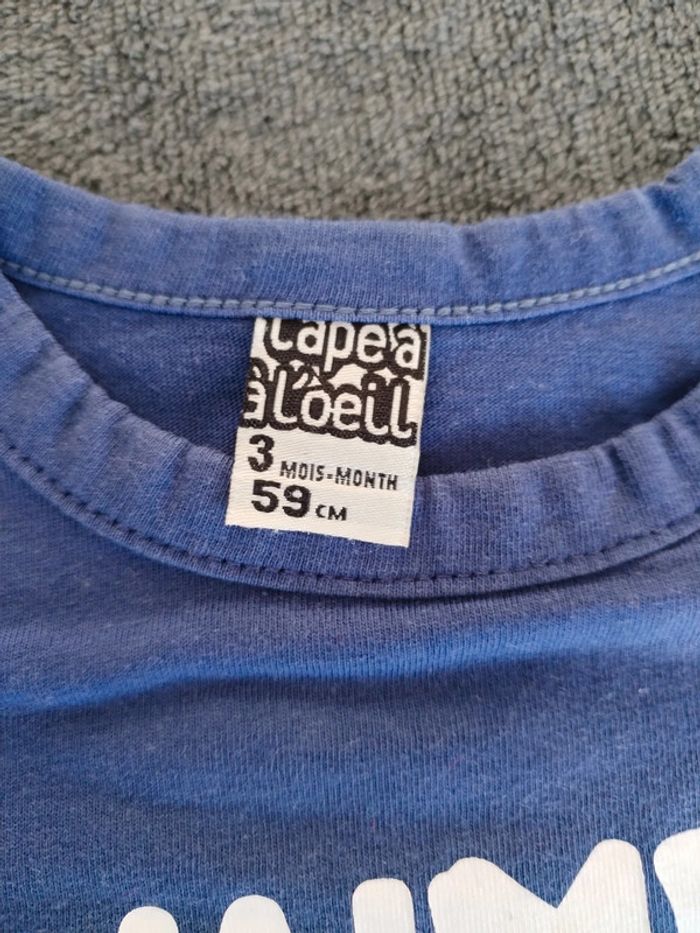 tape à
à l'oeil
3 MOIS-MONTH
59 CM